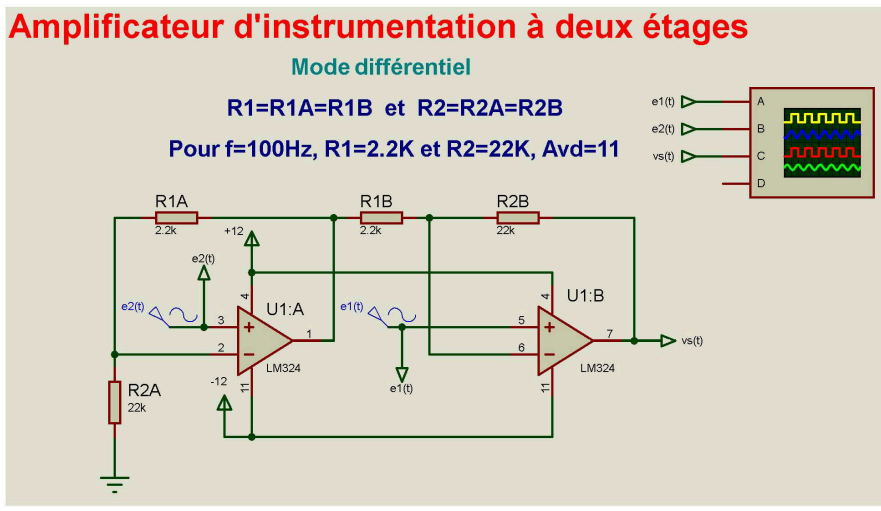 Amplificateur d'instrumentation à deux étages
Mode différentiel
R1=R1A=R1B et R2=R2A=R2B
Pour f=100Hz, R1=2.2K et R2=22K, Avd=11
e1(t)
A
e2(t)
B
vs(t)
C
D
R1A
2.2k
R1B
2.2k
R2B
22k
+12
e2(t)
e2(t)
4
U1:A
3
2
1
11
LM324
-12
R2A
22k
e1(t)
e1(t)
4
U1:B
5
6
7
11
LM324
vs(t)